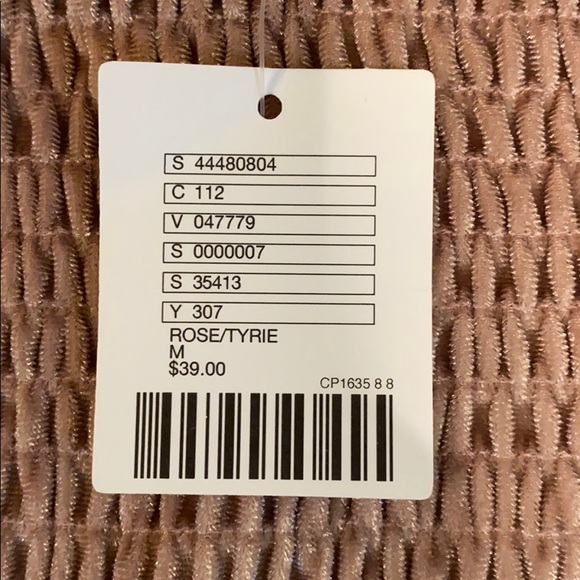 S 44480804
C 112
V 047779
S 0000007
S 35413
Y 307
ROSE/TYRIE
M
$39.00
CP1635 8 8